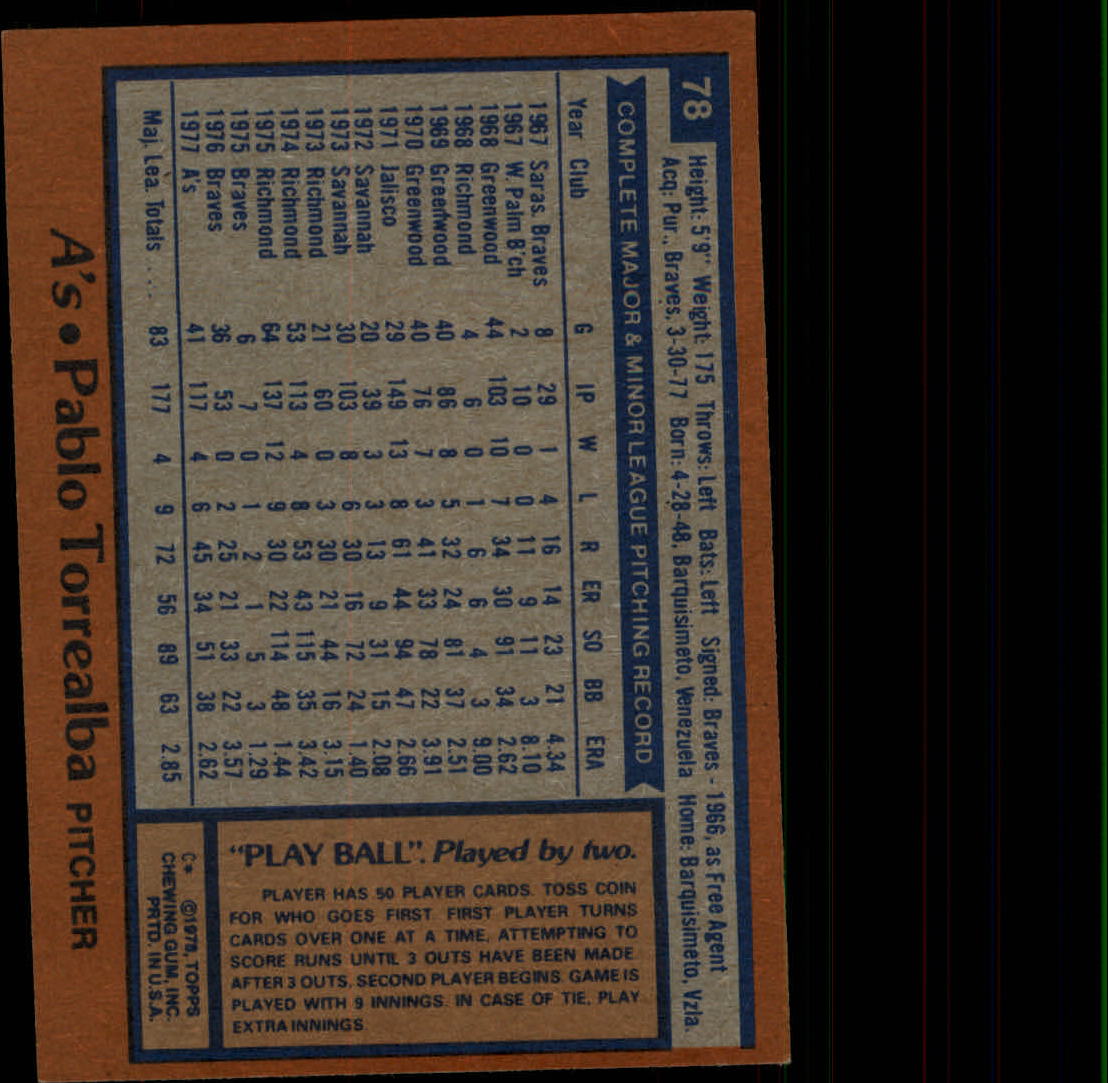 78
Height: 5'9" Weight: 175 Throws: Left Bats: Left Signed: Braves - 1966, as Free Agent
Acq: Pur., Braves, 3-30-77 Born: 4-28-48, Barquisimeto, Venezuela Home: Barquisimeto, Vzla.
COMPLETE MAJOR & MINOR LEAGUE PITCHING RECORD
Year Club G IP W L R ER SO BB ERA
1967 Saras. Braves 8 29 1 4 16 14 23 21 4.34
1967 W. Palm B'ch 2 10 0 0 11 9 11 3 8.10
1968 Greenwood 44 103 10 7 34 30 91 34 2.62
1968 Richmond 4 6 0 1 6 6 4 3 9.00
1969 Greenwood 40 86 8 5 32 24 81 37 2.51
1970 Greenwood 40 76 7 3 41 33 78 22 3.91
1971 Jalisco 29 149 13 8 61 44 94 47 2.66
1972 Savannah 20 39 3 3 13 9 31 15 2.08
1973 Savannah 30 103 8 6 30 16 72 24 1.40
1973 Richmond 21 60 0 3 30 21 44 16 3.15
1974 Richmond 53 113 4 8 53 43 115 35 3.42
1975 Richmond 64 137 12 9 30 22 114 48 1.44
1975 Braves 6 7 0 1 2 1 5 3 1.29
1976 Braves 36 53 0 2 25 21 33 22 3.57
1977 A's 41 117 4 6 45 34 51 38 2.62
Maj. Lea. Totals ... 83 177 4 9 72 56 89 63 2.85
"PLAY BALL". Played by two.
PLAYER HAS 50 PLAYER CARDS. TOSS COIN
FOR WHO GOES FIRST. FIRST PLAYER TURNS
CARDS OVER ONE AT A TIME, ATTEMPTING TO
SCORE RUNS UNTIL 3 OUTS HAVE BEEN MADE.
AFTER 3 OUTS, SECOND PLAYER BEGINS. GAME IS
PLAYED WITH 9 INNINGS. IN CASE OF TIE, PLAY
EXTRA INNINGS.
C* ©1978, TOPPS
CHEWING GUM, INC.
PRTD. IN U.S.A.
A's • Pablo Torrealba PITCHER